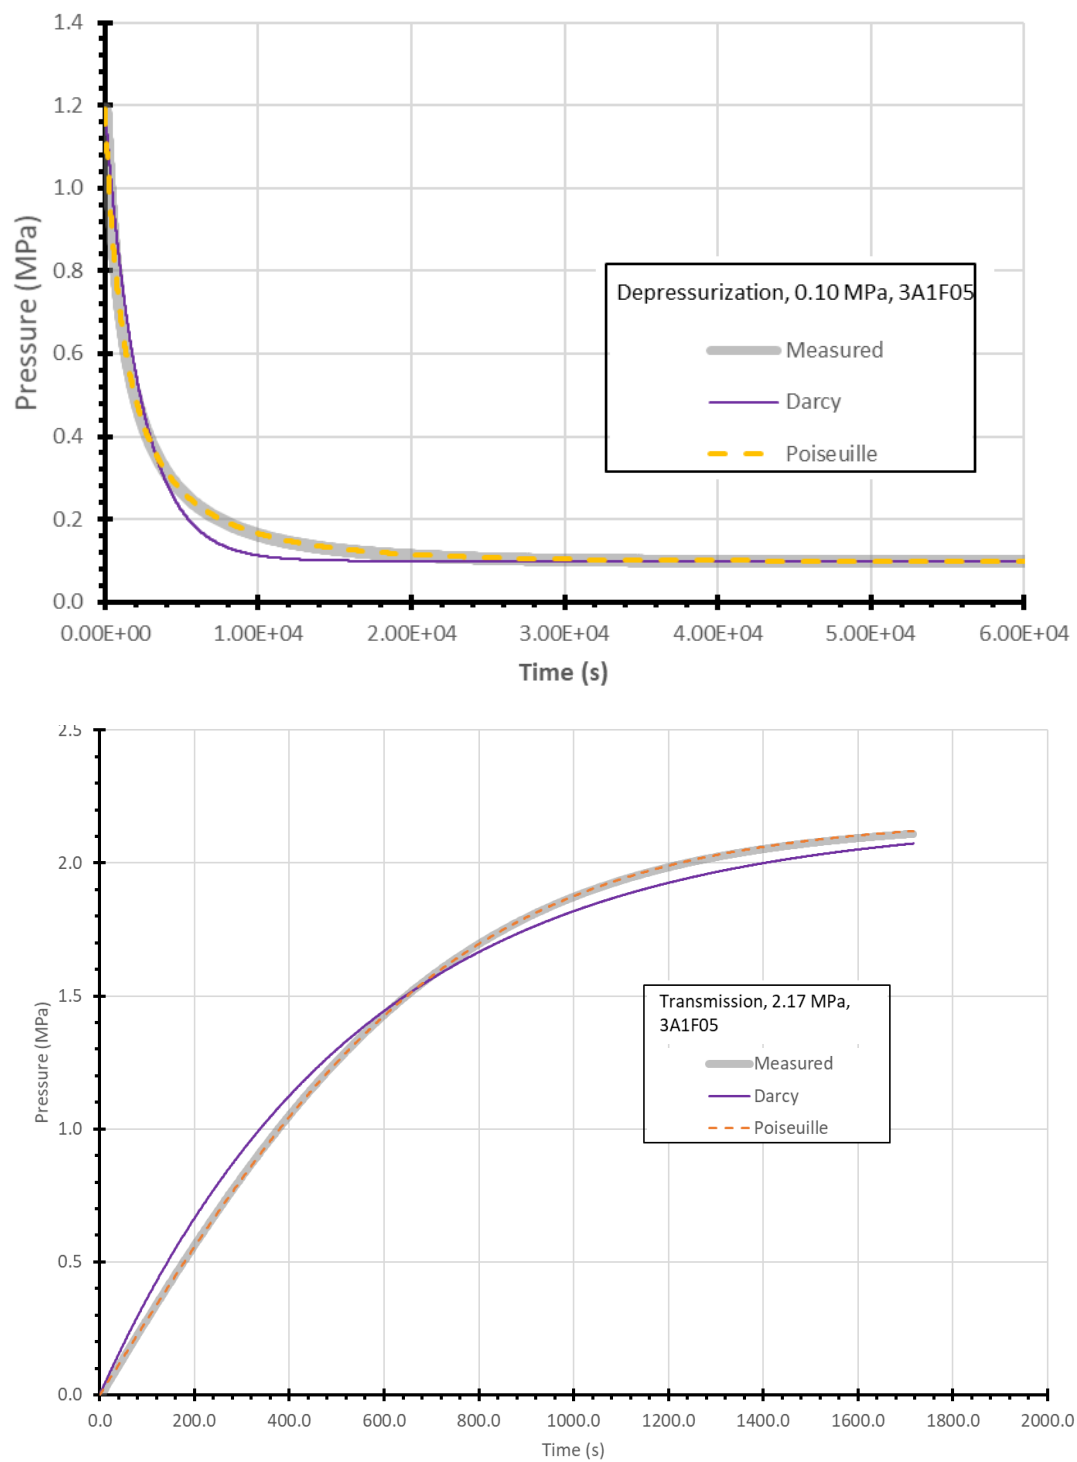 1.4
1.2
1.0
0.8
0.6
0.4
0.2
0.0
Pressure (MPa)
Depressurization, 0.10 MPa, 3A1F05
Measured
Darcy
Poiseuille
0.00E+00 1.00E+04 2.00E+04 3.00E+04 4.00E+04 5.00E+04 6.00E+04
Time (s)
2.5
2.0
1.5
1.0
0.5
0.0
Pressure (MPa)
Transmission, 2.17 MPa,
3A1F05
Measured
Darcy
Poiseuille
0.0 200.0 400.0 600.0 800.0 1000.0 1200.0 1400.0 1600.0 1800.0 2000.0
Time (s)